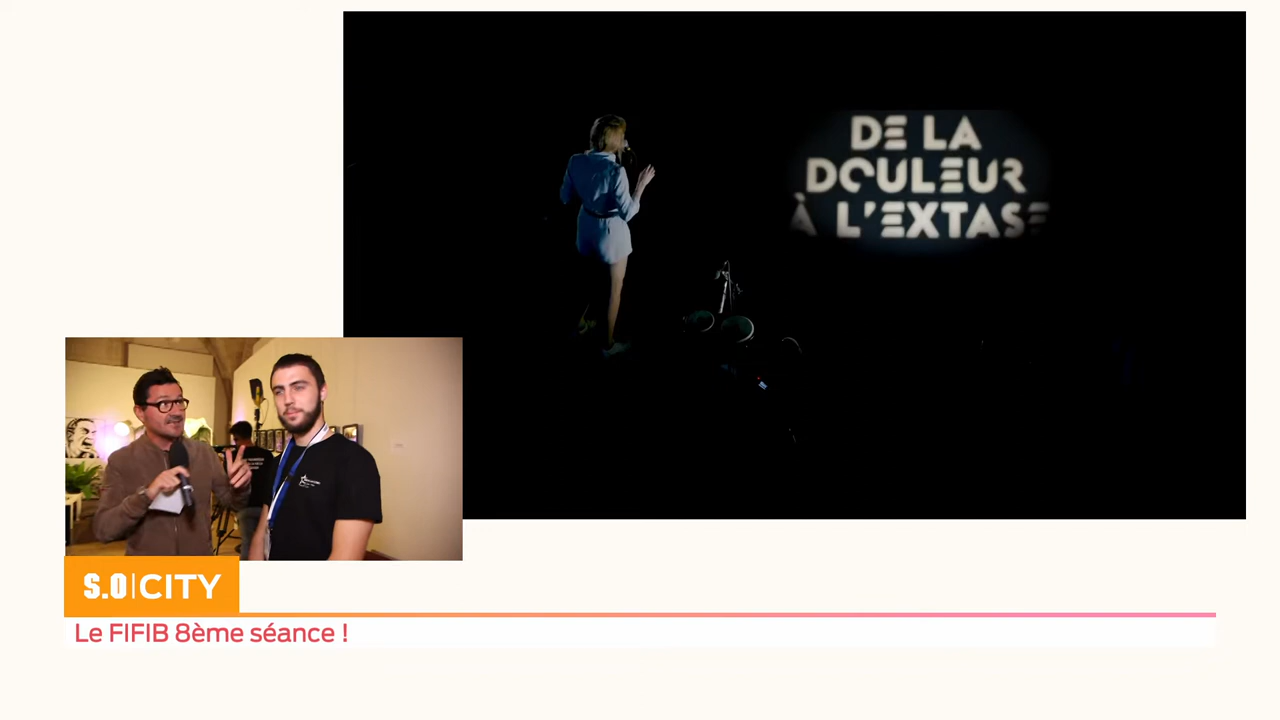 DE LA
DOULEUR
À L'EXTASE
S.O|CITY
Le FIFIB 8ème séance !